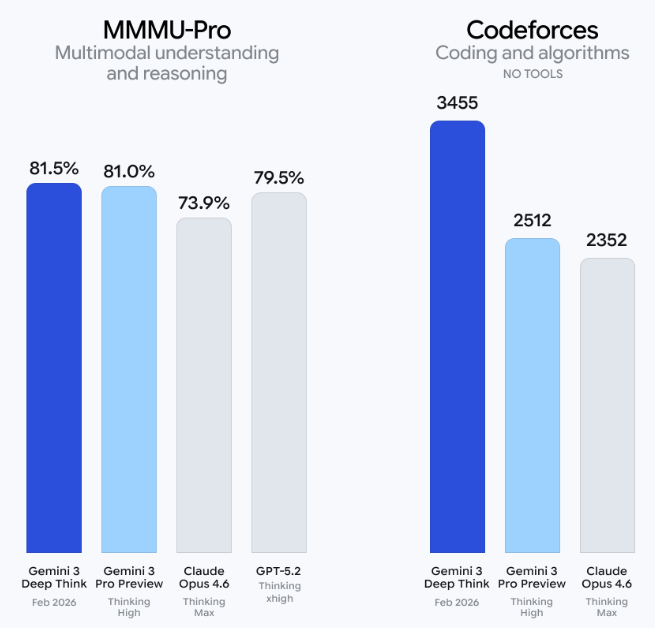 MMMU-Pro
Multimodal understanding
and reasoning
81.5%
81.0%
73.9%
79.5%
Gemini 3
Deep Think
Feb 2026
Gemini 3
Pro Preview
Thinking
High
Claude
Opus 4.6
Thinking
Max
GPT-5.2
Thinking
xhigh
Codeforces
Coding and algorithms
NO TOOLS
3455
2512
2352
Gemini 3
Deep Think
Feb 2026
Gemini 3
Pro Preview
Thinking
High
Claude
Opus 4.6
Thinking
Max